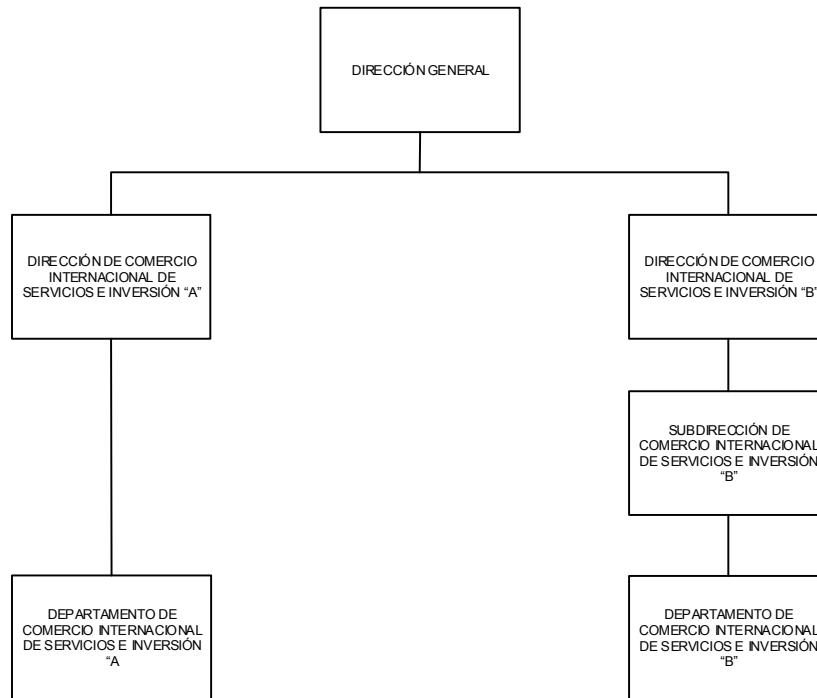 DIRECCIÓN GENERAL
DIRECCIÓN DE COMERCIO
INTERNACIONAL DE
SERVICIOS E INVERSIÓN “A”
DIRECCIÓN DE COMERCIO
INTERNACIONAL DE
SERVICIOS E INVERSIÓN “B”
SUBDIRECCIÓN DE
COMERCIO INTERNACIONAL
DE SERVICIOS E INVERSIÓN
“B”
DEPARTAMENTO DE
COMERCIO INTERNACIONAL
DE SERVICIOS E INVERSIÓN
“A
DEPARTAMENTO DE
COMERCIO INTERNACIONAL
DE SERVICIOS E INVERSIÓN
“B”